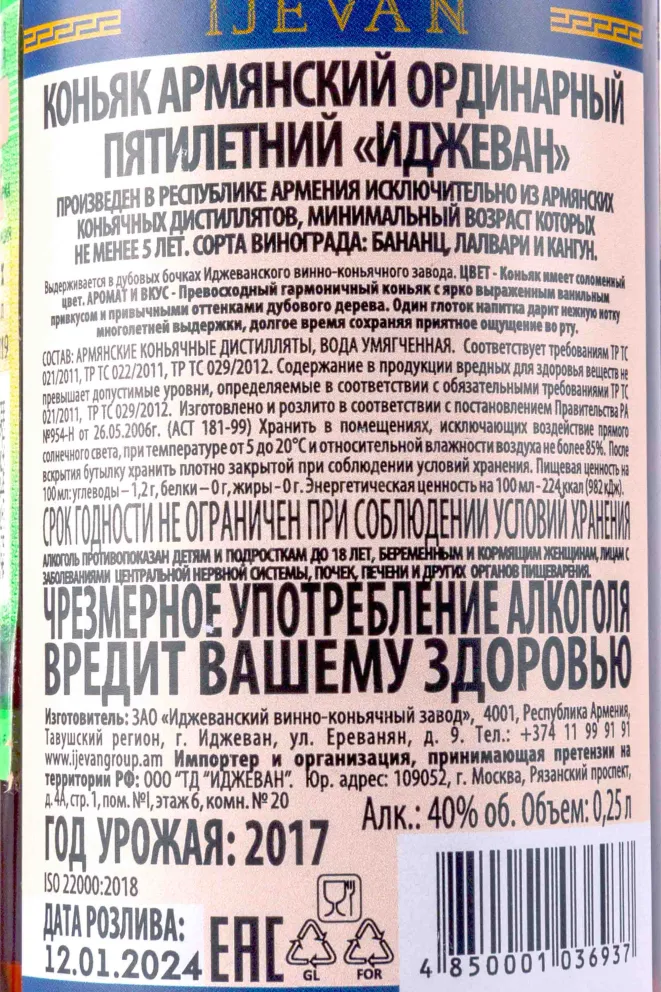 IJEVAN
КОНЬЯК АРМЯНСКИЙ ОРДИНАРНЫЙ
ПЯТИЛЕТНИЙ «ИДЖЕВАН»
ПРОИЗВЕДЕН В РЕСПУБЛИКЕ АРМЕНИЯ ИСКЛЮЧИТЕЛЬНО ИЗ АРМЯНСКИХ
КОНЬЯЧНЫХ ДИСТИЛЛЯТОВ, МИНИМАЛЬНЫЙ ВОЗРАСТ КОТОРЫХ
НЕ МЕНЕЕ 5 ЛЕТ. СОРТА ВИНОГРАДА: БАНАНЦ, ЛАЛВАРИ И КАНГУН.
Выдерживается в дубовых бочках Иджеванского винно-коньячного завода. ЦВЕТ - Коньяк имеет соломенный
цвет. АРОМАТ И ВКУС - Превосходный гармоничный коньяк с ярко выраженным ванильным
привкусом и привычными оттенками дубового дерева. Один глоток напитка дарит нежную нотку
многолетней выдержки, долгое время сохраняя приятное ощущение во рту.
СОСТАВ: АРМЯНСКИЕ КОНЬЯЧНЫЕ ДИСТИЛЛЯТЫ, ВОДА УМЯГЧЕННАЯ. Соответствует требованиям ТР ТС
021/2011, ТР ТС 022/2011, ТР ТС 029/2012. Содержание в продукции вредных для здоровья веществ не
превышает допустимые уровни, определяемые в соответствии с обязательными требованиями ТР ТС
021/2011, ТР ТС 029/2012. Изготовлено и розлито в соответствии с постановлением Правительства РА
№954-Н от 26.05.2006г. (АСТ 181-99) Хранить в помещениях, исключающих воздействие прямого
солнечного света, при температуре от 5 до 20°С и относительной влажности воздуха не более 85%. После
вскрытия бутылку хранить плотно закрытой при соблюдении условий хранения. Пищевая ценность на
100 мл: углеводы – 1,2 г, белки – 0 г, жиры - 0 г. Энергетическая ценность на 100 мл - 224 ккал (982 кДж).
СРОК ГОДНОСТИ НЕ ОГРАНИЧЕН ПРИ СОБЛЮДЕНИИ УСЛОВИЙ ХРАНЕНИЯ
АЛКОГОЛЬ ПРОТИВОПОКАЗАН ДЕТЯМ И ПОДРОСТКАМ ДО 18 ЛЕТ, БЕРЕМЕННЫМ И КОРМЯЩИМ ЖЕНЩИНАМ, ЛИЦАМ С
ЗАБОЛЕВАНИЯМИ ЦЕНТРАЛЬНОЙ НЕРВНОЙ СИСТЕМЫ, ПОЧЕК, ПЕЧЕНИ И ДРУГИХ ОРГАНОВ ПИЩЕВАРЕНИЯ.
ЧРЕЗМЕРНОЕ УПОТРЕБЛЕНИЕ АЛКОГОЛЯ
ВРЕДИТ ВАШЕМУ ЗДОРОВЬЮ
Изготовитель: ЗАО «Иджеванский винно-коньячный завод», 4001, Республика Армения,
Тавушский регион, г. Иджеван, ул. Ереванян, д. 9. Тел.: +374 11 99 91 91
www.ijevangroup.am Импортер и организация, принимающая претензии на
территории РФ: ООО "ТД "ИДЖЕВАН". Юр. адрес: 109052, г. Москва, Рязанский проспект,
д. 4А, стр. 1, пом. №I, этаж 6, комн. № 20
Алк.: 40% об. Объем: 0,25 л
ГОД УРОЖАЯ: 2017
ISO 22000:2018
ДАТА РОЗЛИВА:
12.01.2024
EAC
GL
FOR
4 850001 036937